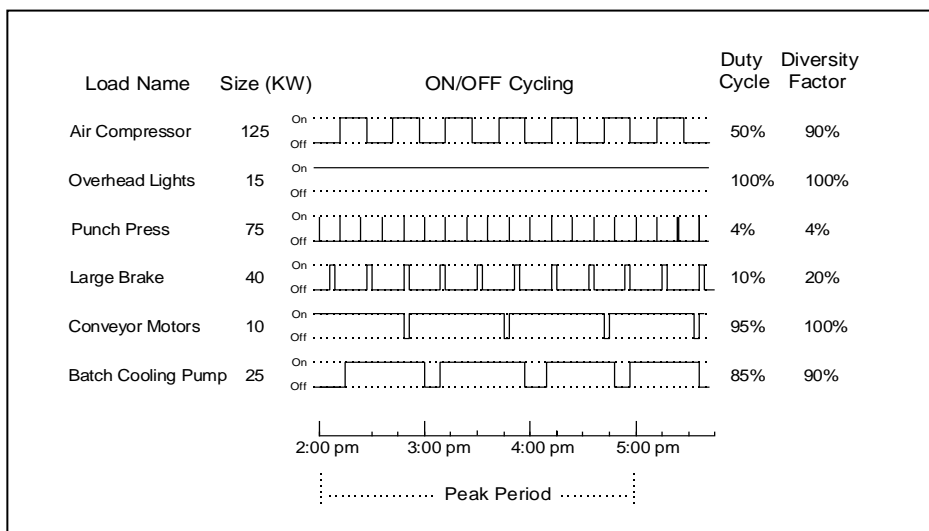 Load Name Size (KW) ON/OFF Cycling Duty Cycle Diversity Factor
Air Compressor 125 On Off 50% 90%
Overhead Lights 15 On Off 100% 100%
Punch Press 75 On Off 4% 4%
Large Brake 40 On Off 10% 20%
Conveyor Motors 10 On Off 95% 100%
Batch Cooling Pump 25 On Off 85% 90%
2:00 pm 3:00 pm 4:00 pm 5:00 pm
Peak Period